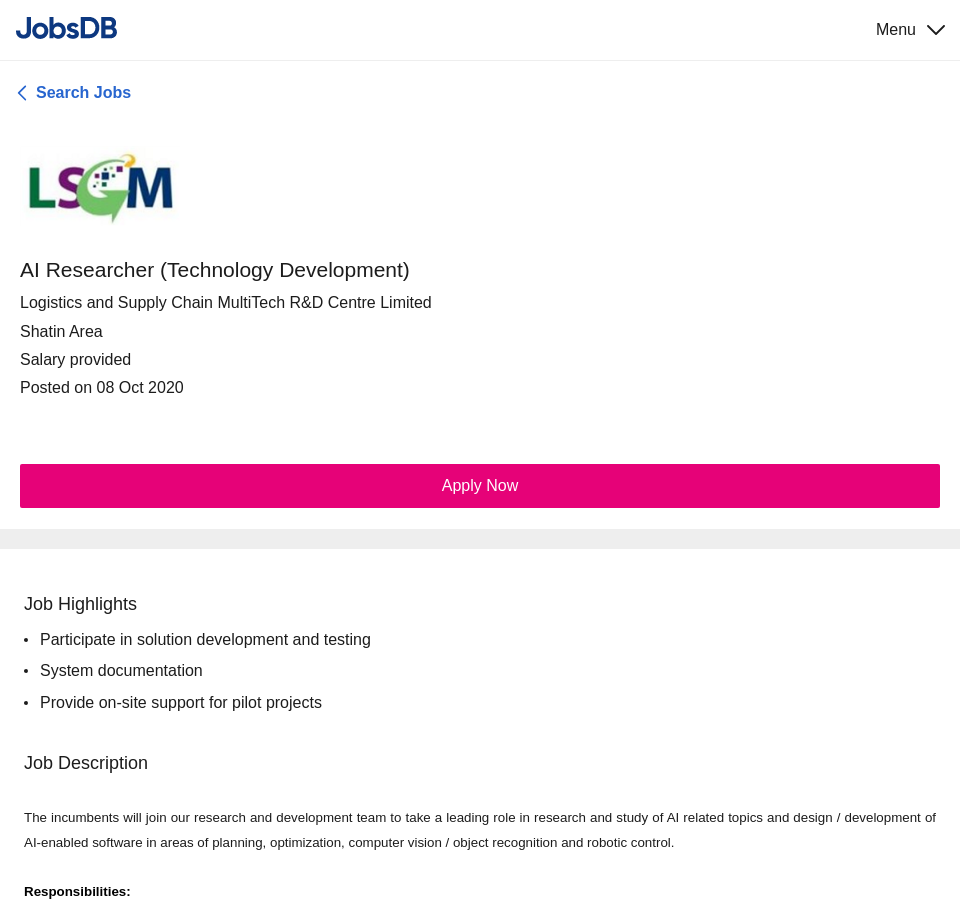 JobsDB
Menu
Search Jobs
LSCM
AI Researcher (Technology Development)
Logistics and Supply Chain MultiTech R&D Centre Limited
Shatin Area
Salary provided
Posted on 08 Oct 2020
Apply Now
Job Highlights
• Participate in solution development and testing
• System documentation
• Provide on-site support for pilot projects
Job Description
The incumbents will join our research and development team to take a leading role in research and study of AI related topics and design / development of
AI-enabled software in areas of planning, optimization, computer vision / object recognition and robotic control.
Responsibilities: